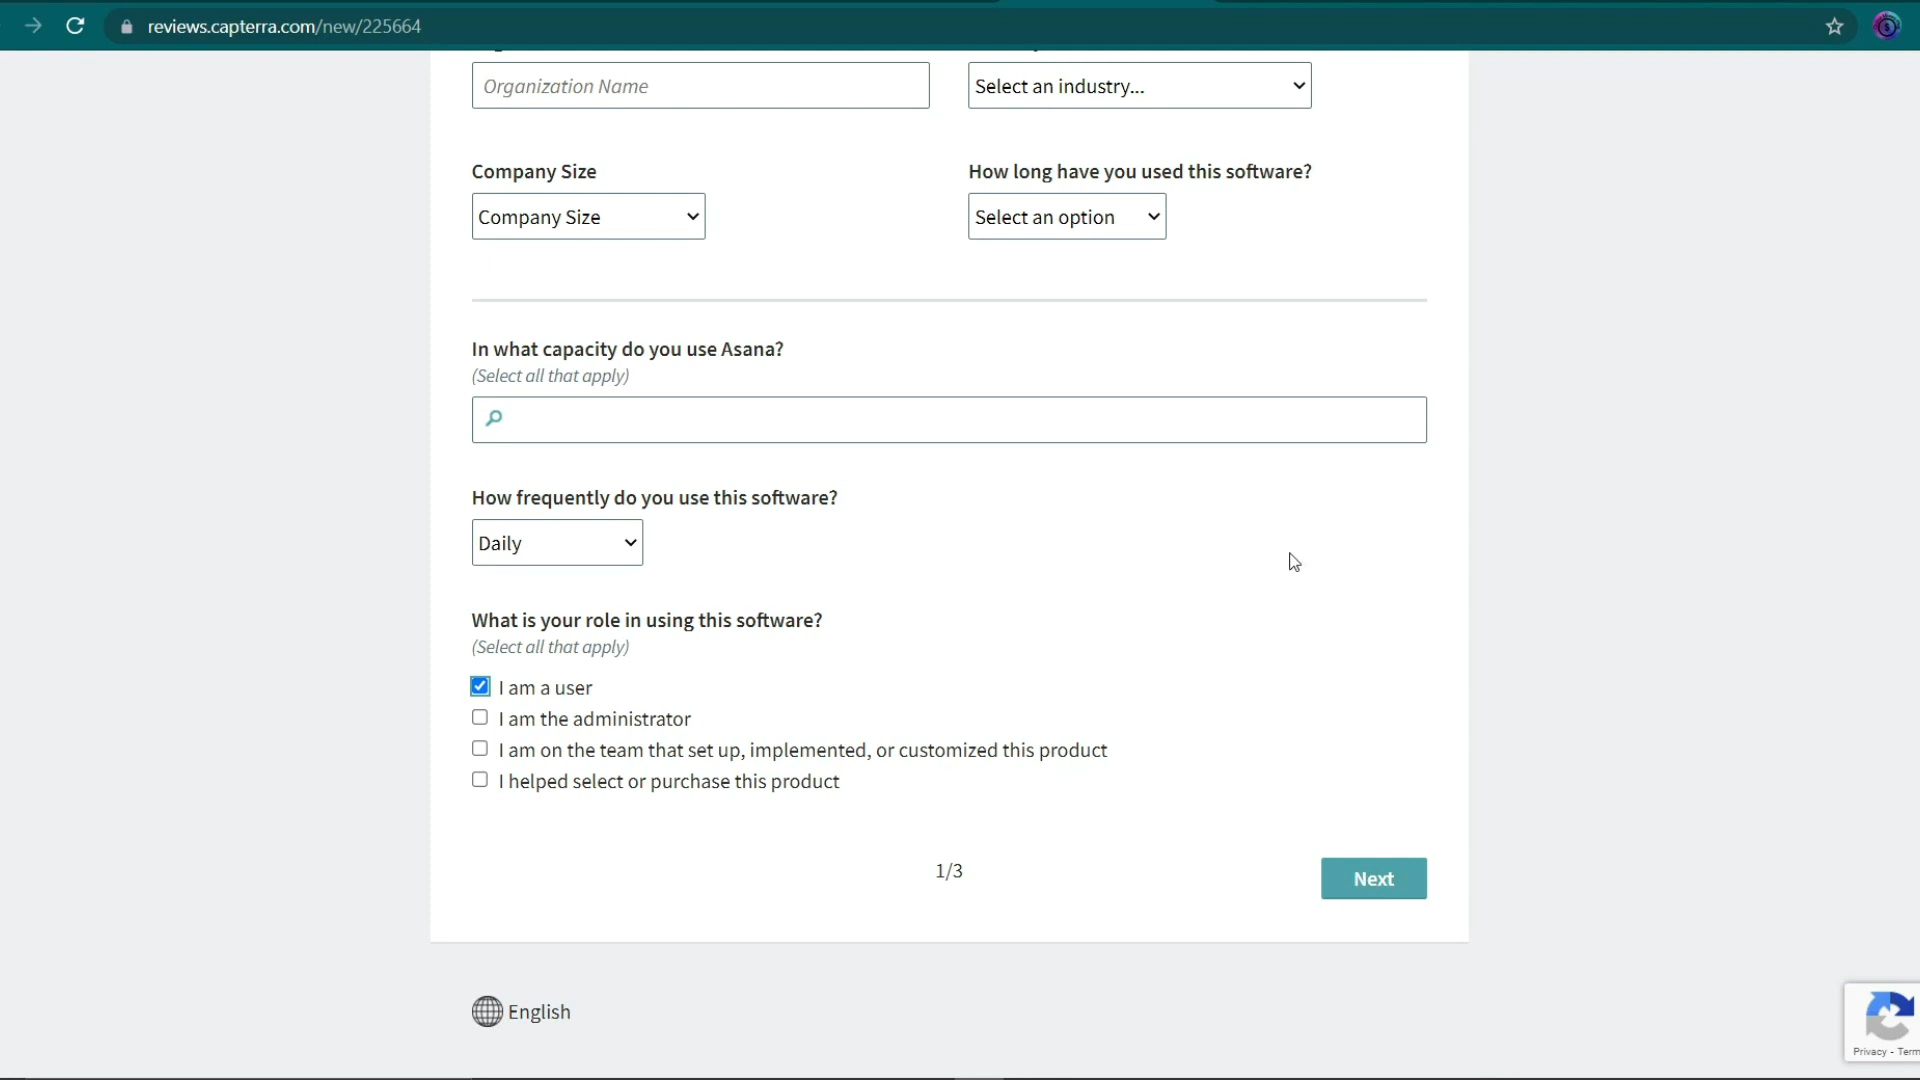 reviews.capterra.com/new/225664
Organization Name
Select an industry...
Company Size
How long have you used this software?
Company Size
Select an option
In what capacity do you use Asana?
(Select all that apply)
How frequently do you use this software?
Daily
What is your role in using this software?
(Select all that apply)
I am a user
I am the administrator
I am on the team that set up, implemented, or customized this product
I helped select or purchase this product
1/3
Next
English
Privacy - Term